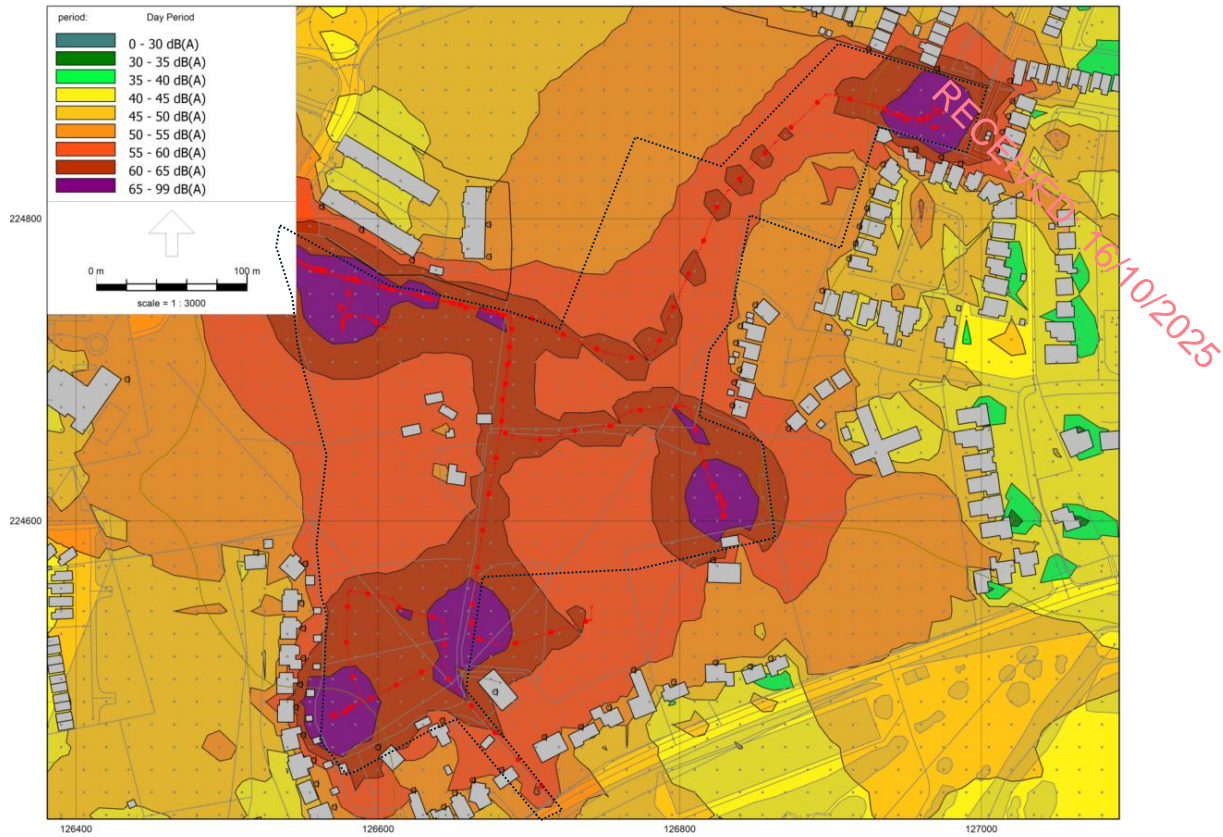 period: Day Period
0 - 30 dB(A)
30 - 35 dB(A)
35 - 40 dB(A)
40 - 45 dB(A)
45 - 50 dB(A)
50 - 55 dB(A)
55 - 60 dB(A)
60 - 65 dB(A)
65 - 99 dB(A)
0 m 100 m
scale = 1 : 3000
RECEIVED 16/10/2025
224800
224600
126400 126600 126800 127000